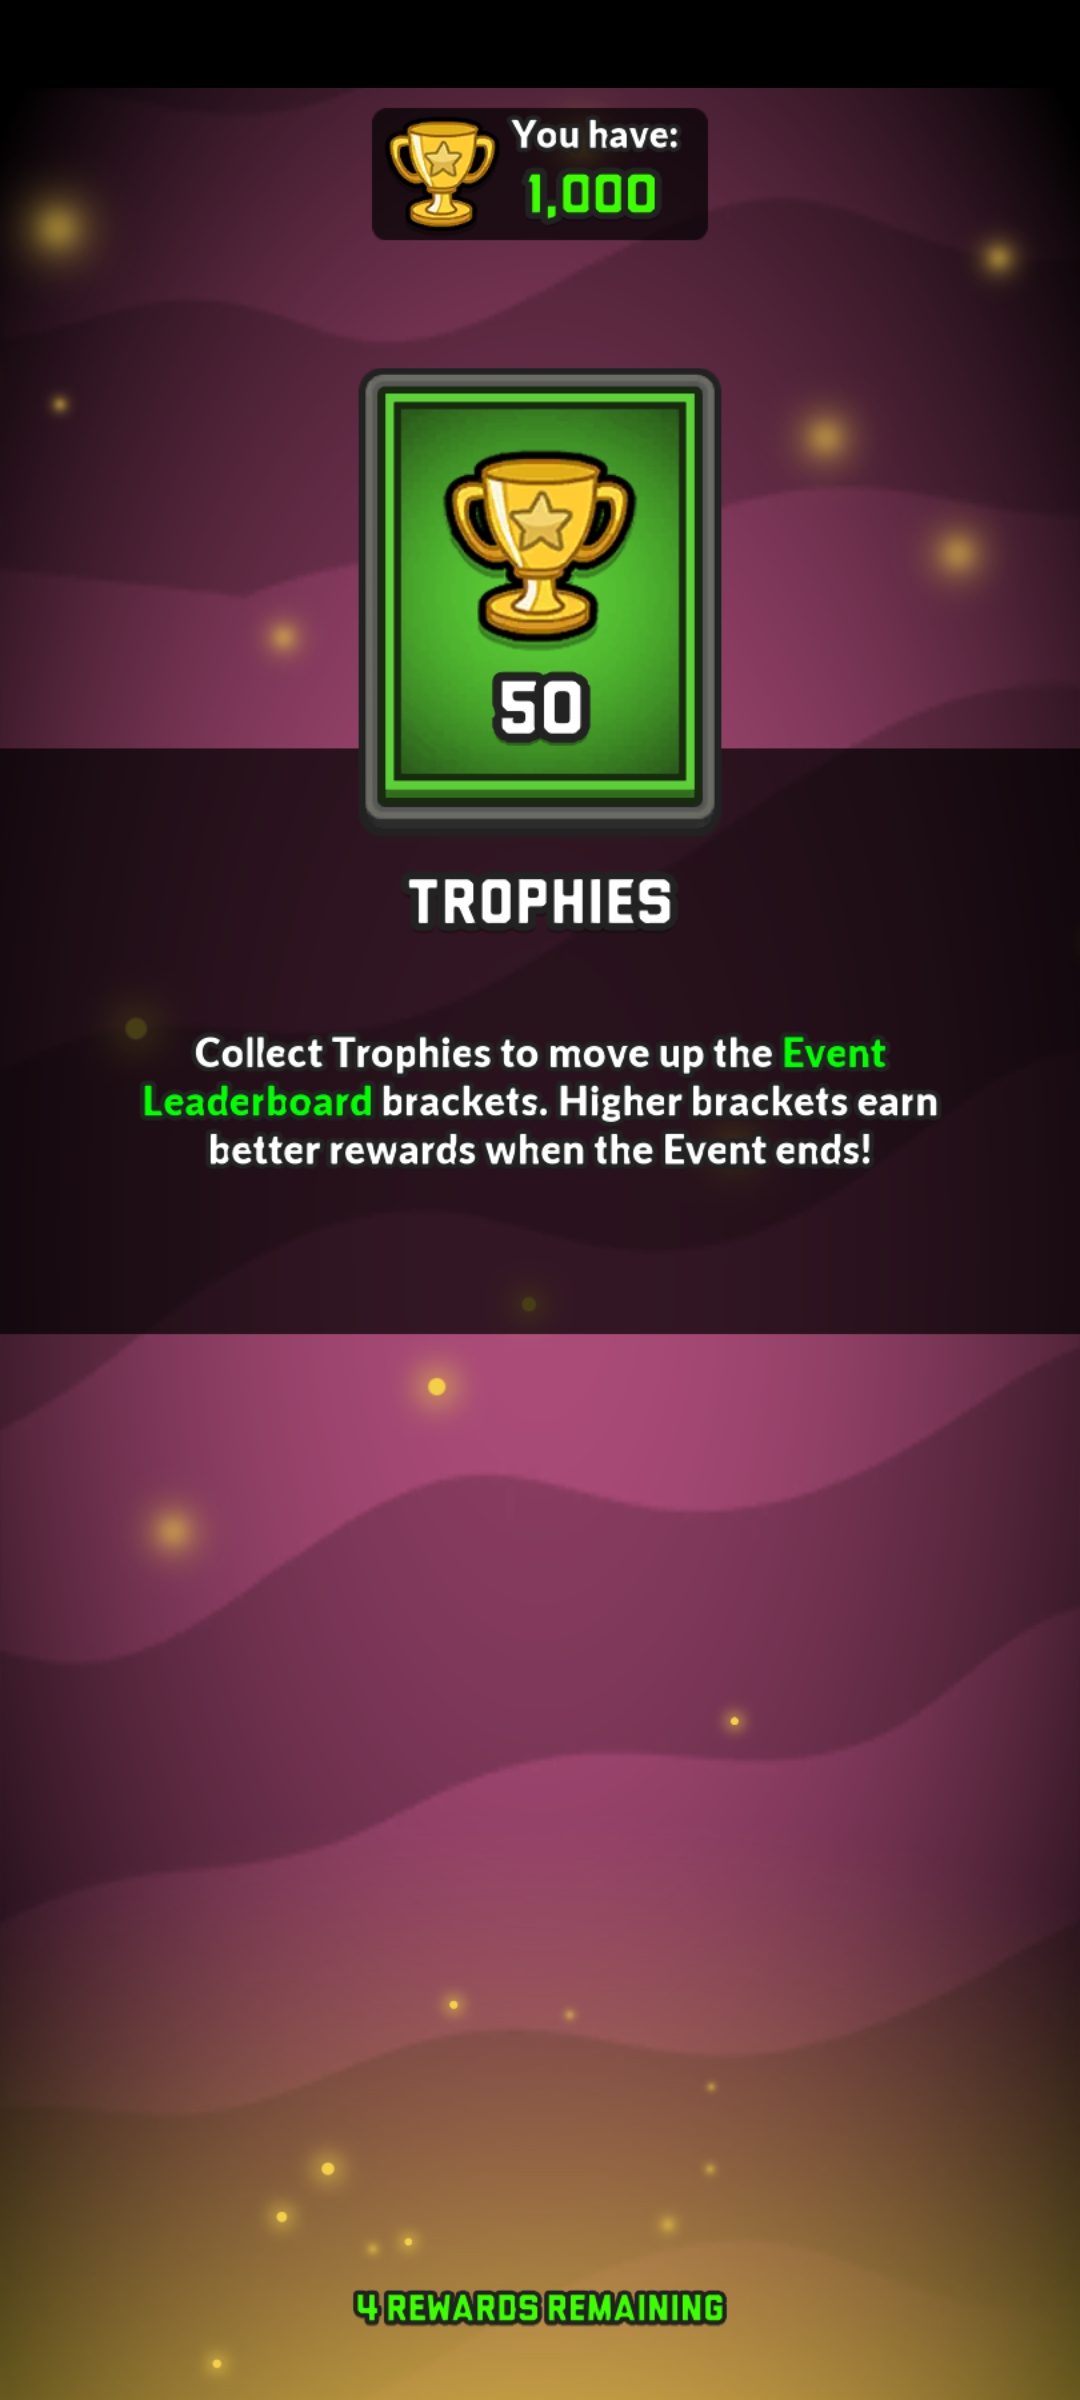 You have:
1,000
50
TROPHIES
Collect Trophies to move up the Event
Leaderboard brackets. Higher brackets earn
better rewards when the Event ends!
4 REWARDS REMAINING